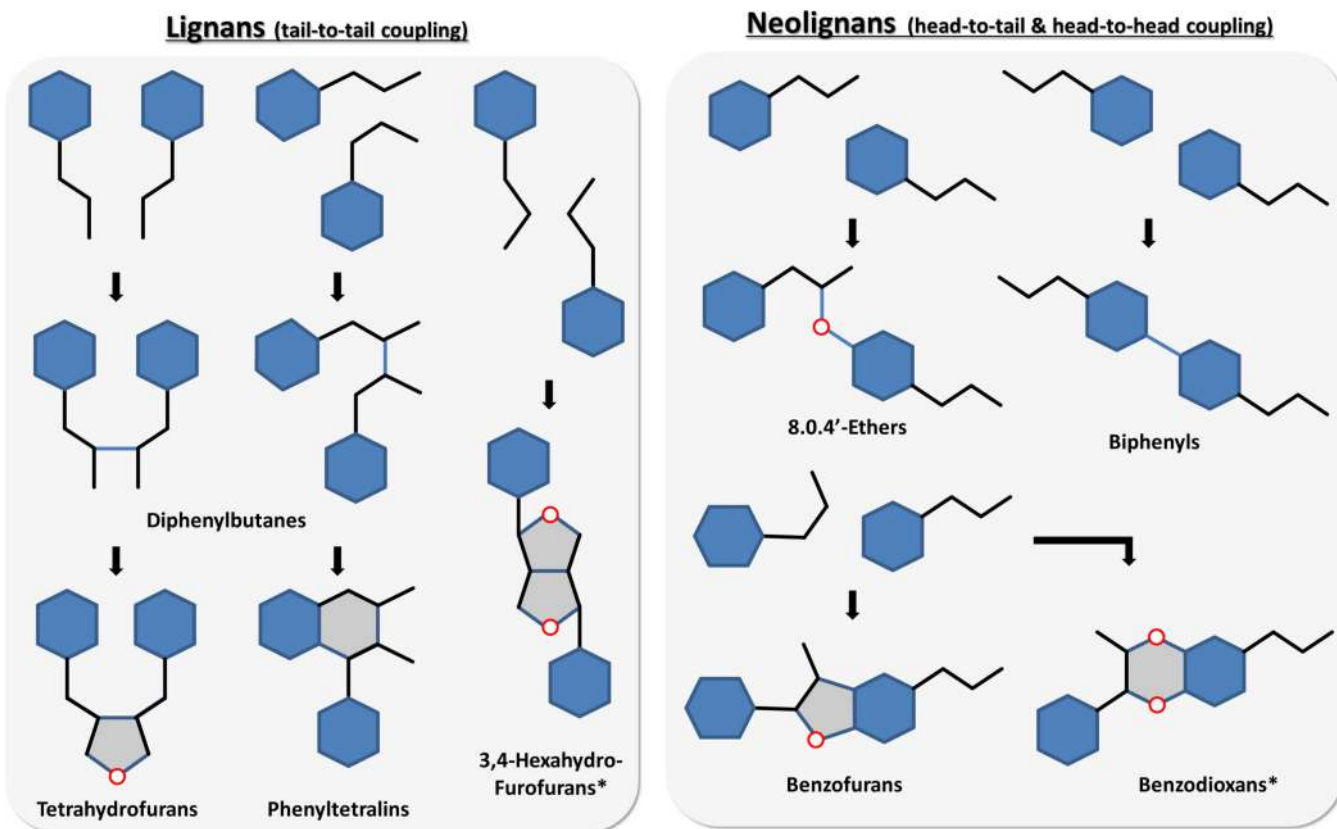 Lignans (tail-to-tail coupling)
Diphenylbutanes
Tetrahydrofurans
Phenyltetralins
3,4-Hexahydro-
Furofurans*
Neolignans (head-to-tail & head-to-head coupling)
8.0.4’-Ethers
Biphenyls
Benzofurans
Benzodioxans*